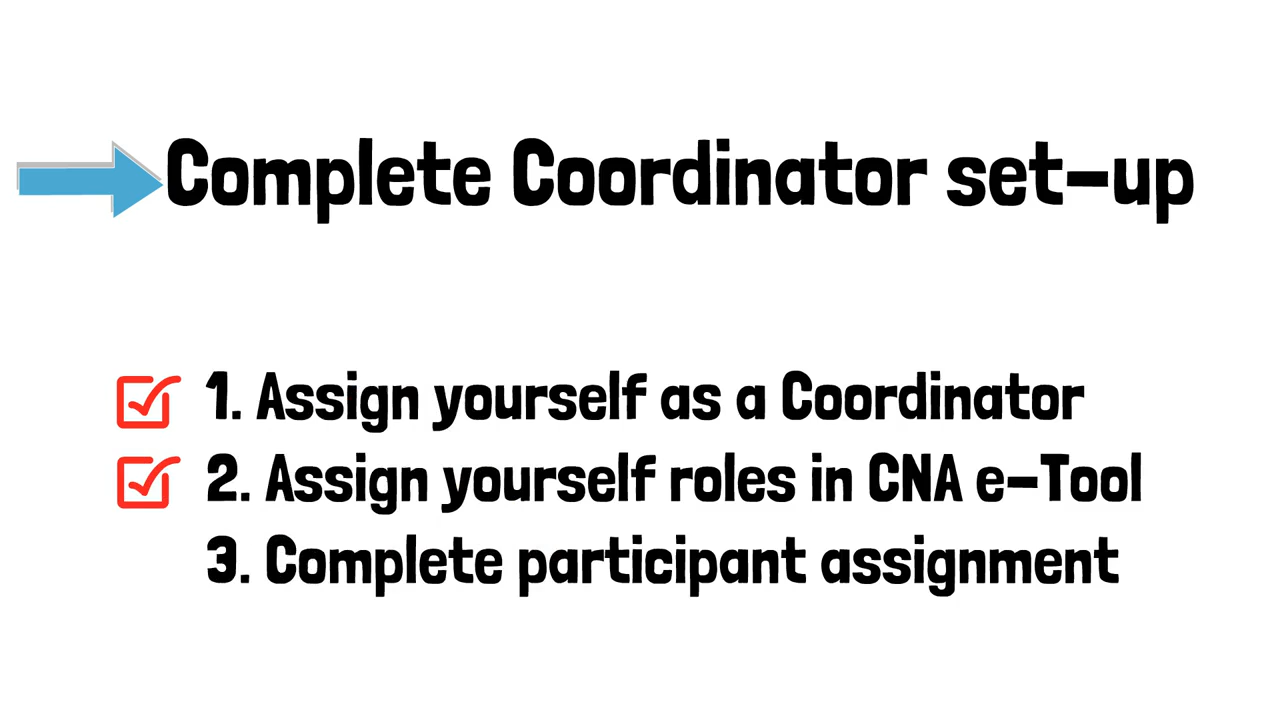 Complete Coordinator set-up
1. Assign yourself as a Coordinator
2. Assign yourself roles in CNA e-Tool
3. Complete participant assignment